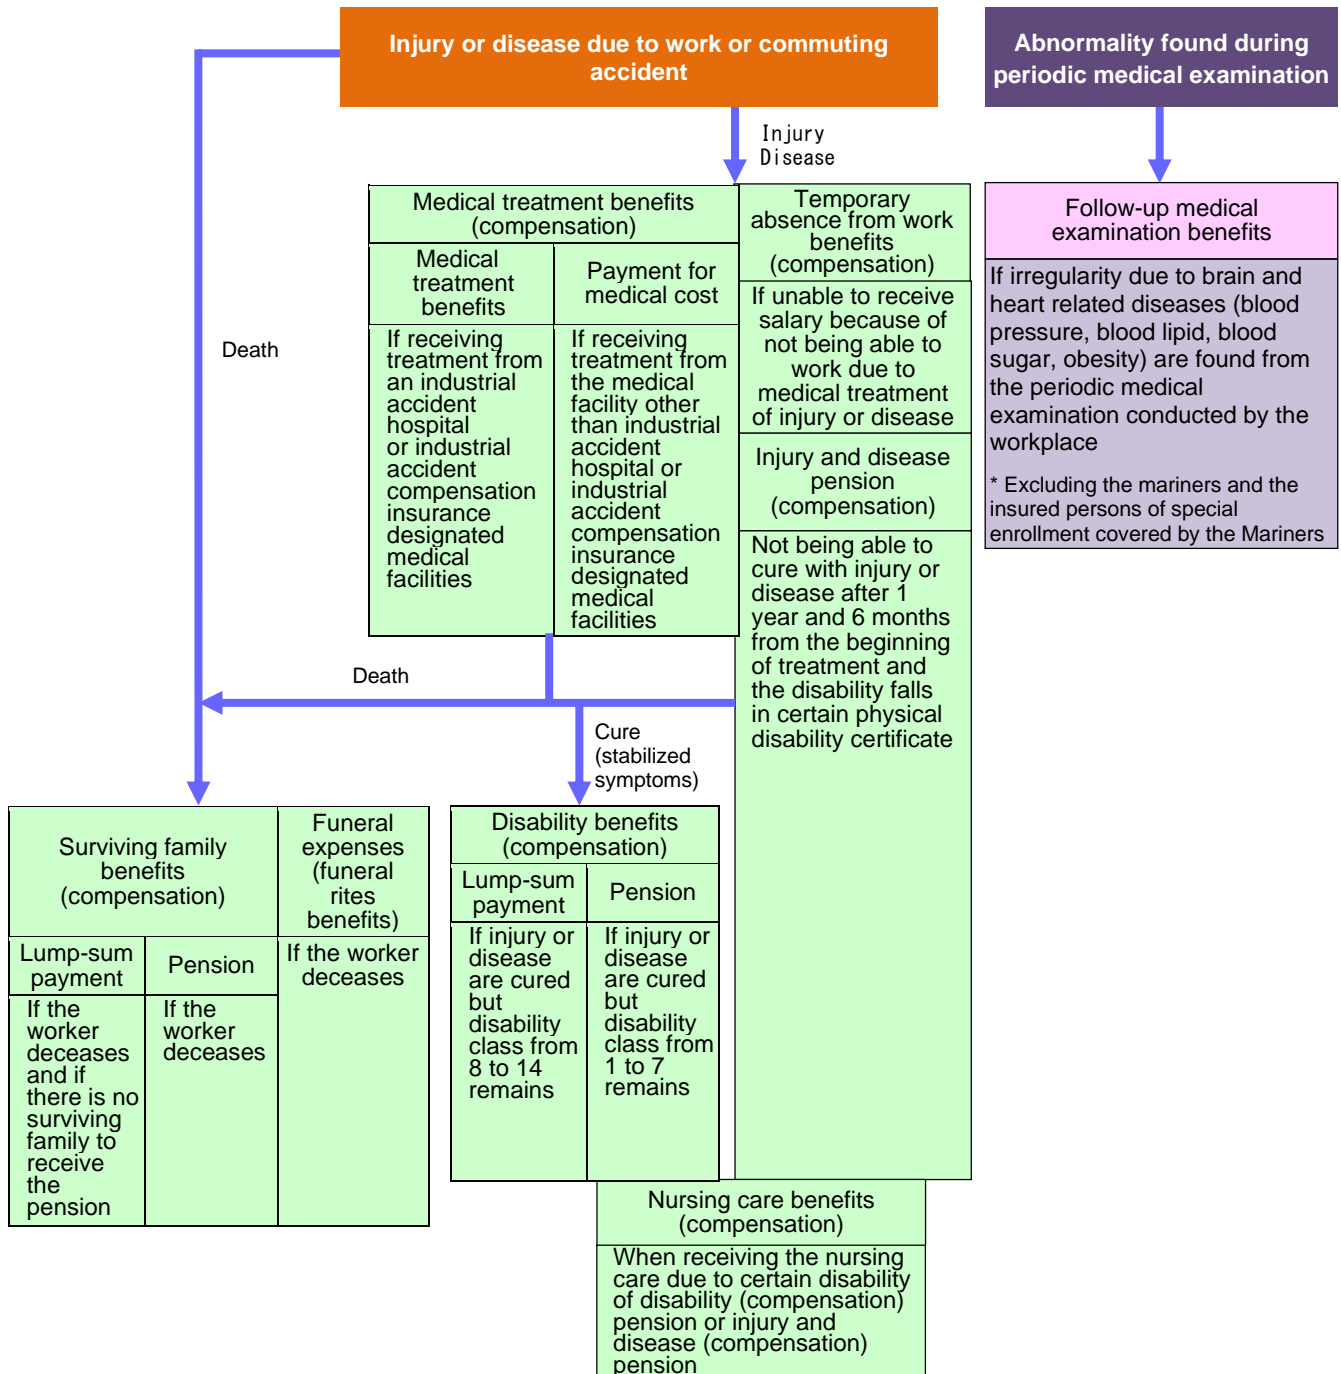 Injury or disease due to work or commuting
accident
Abnormality found during
periodic medical examination
Injury
Disease
Death
Medical treatment benefits
(compensation)
Medical
treatment
benefits
Payment for
medical cost
If receiving
treatment from
an industrial
accident
hospital
or industrial
accident
compensation
insurance
designated
medical
facilities
If receiving
treatment from
the medical
facility other
than industrial
accident
hospital or
industrial
accident
compensation
insurance
designated
medical
facilities
Temporary
absence from work
benefits
(compensation)
If unable to receive
salary because of
not being able to
work due to
medical treatment
of injury or disease
Injury and disease
pension
(compensation)
Not being able to
cure with injury or
disease after 1
year and 6 months
from the beginning
of treatment and
the disability falls
in certain physical
disability certificate
Follow-up medical
examination benefits
If irregularity due to brain and
heart related diseases (blood
pressure, blood lipid, blood
sugar, obesity) are found from
the periodic medical
examination conducted by the
workplace
* Excluding the mariners and the
insured persons of special
enrollment covered by the Mariners
Death
Cure
(stabilized
symptoms)
Surviving family
benefits
(compensation)
Funeral
expenses
(funeral
rites
benefits)
Lump-sum
payment
Pension
If the worker
deceases
If the
worker
deceases
and if
there is no
surviving
family to
receive
the
pension
If the
worker
deceases
Disability benefits
(compensation)
Lump-sum
payment
Pension
If injury or
disease
are cured
but
disability
class from
8 to 14
remains
If injury or
disease
are cured
but
disability
class from
1 to 7
remains
Nursing care benefits
(compensation)
When receiving the nursing
care due to certain disability
of disability (compensation)
pension or injury and
disease (compensation)
pension